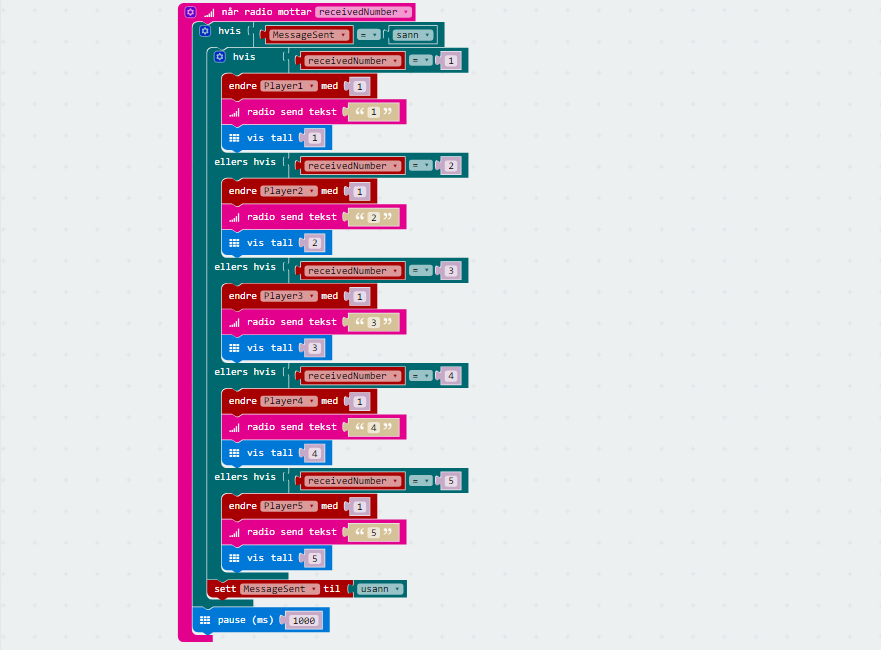 når radio mottar receivedNumber
hvis MessageSent = sann
hvis receivedNumber = 1
endre Player1 med 1
radio send tekst “ 1 ”
vis tall 1
ellers hvis receivedNumber = 2
endre Player2 med 1
radio send tekst “ 2 ”
vis tall 2
ellers hvis receivedNumber = 3
endre Player3 med 1
radio send tekst “ 3 ”
vis tall 3
ellers hvis receivedNumber = 4
endre Player4 med 1
radio send tekst “ 4 ”
vis tall 4
ellers hvis receivedNumber = 5
endre Player5 med 1
radio send tekst “ 5 ”
vis tall 5
sett MessageSent til usann
pause (ms) 1000